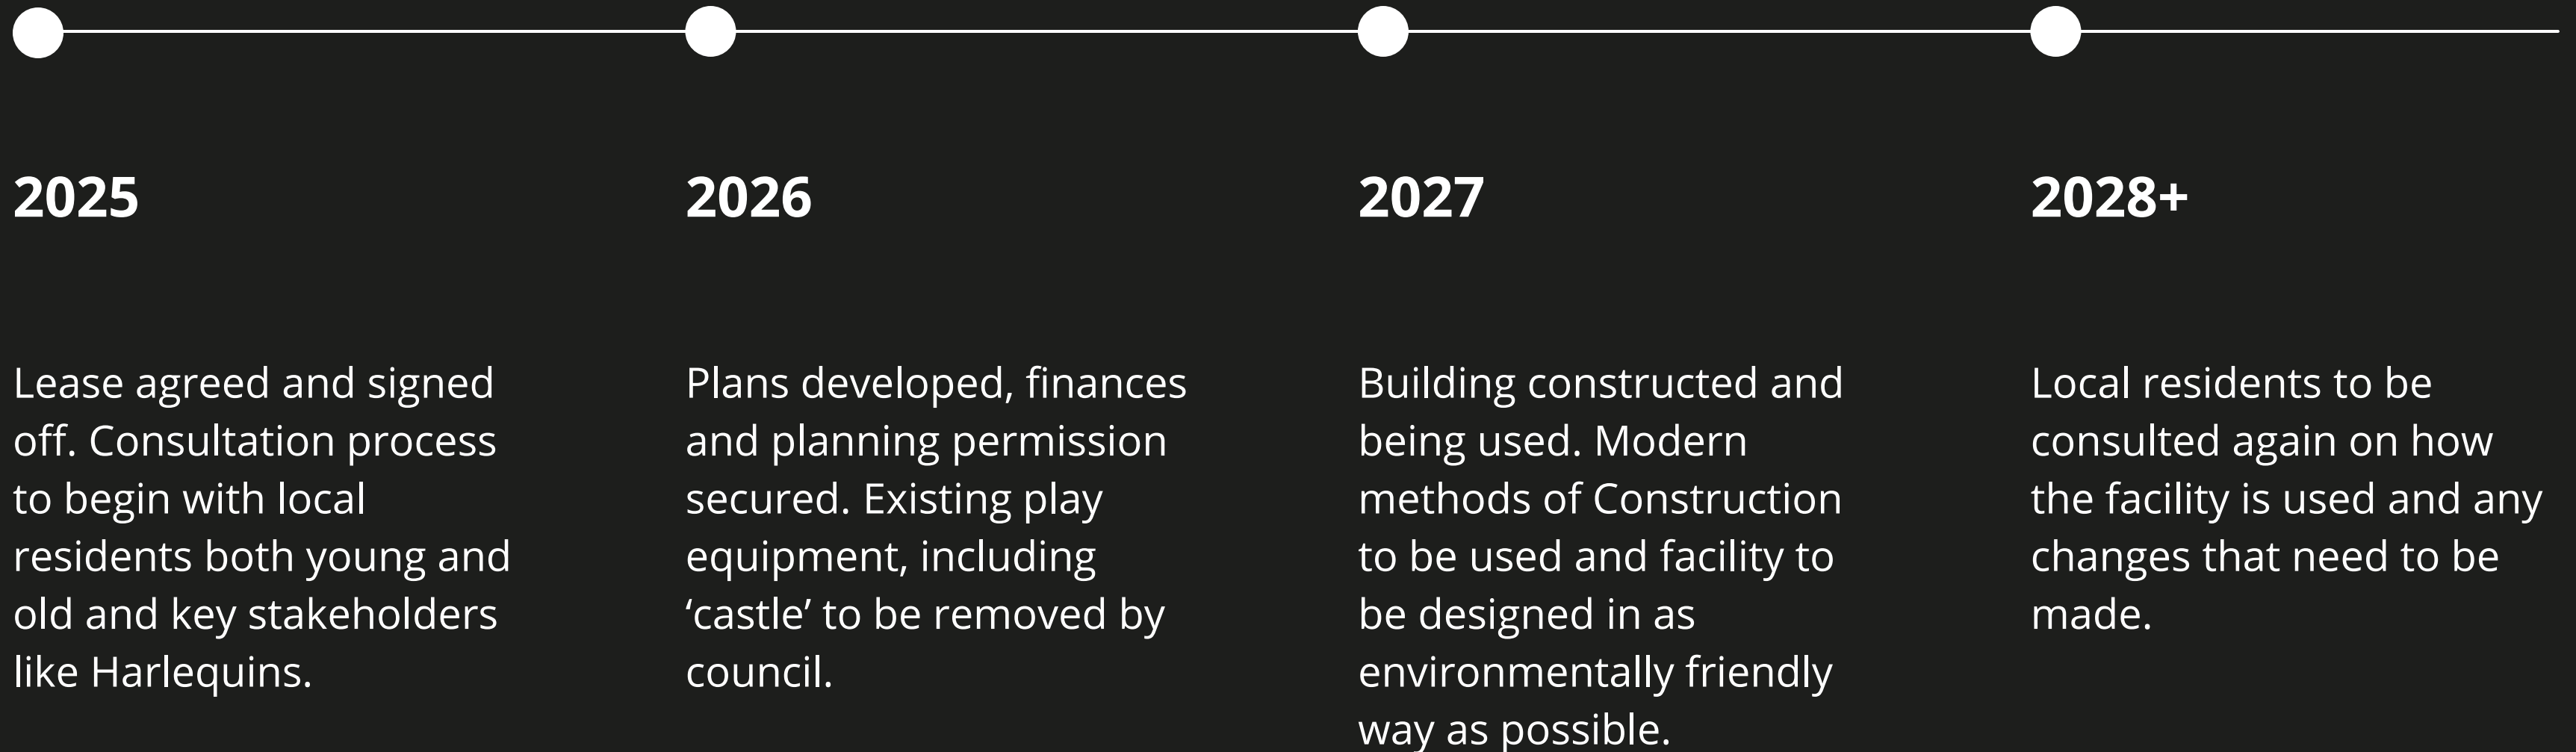 2025
Lease agreed and signed
off. Consultation process
to begin with local
residents both young and
old and key stakeholders
like Harlequins.
2026
Plans developed, finances
and planning permission
secured. Existing play
equipment, including
‘castle’ to be removed by
council.
2027
Building constructed and
being used. Modern
methods of Construction
to be used and facility to
be designed in as
environmentally friendly
way as possible.
2028+
Local residents to be
consulted again on how
the facility is used and any
changes that need to be
made.